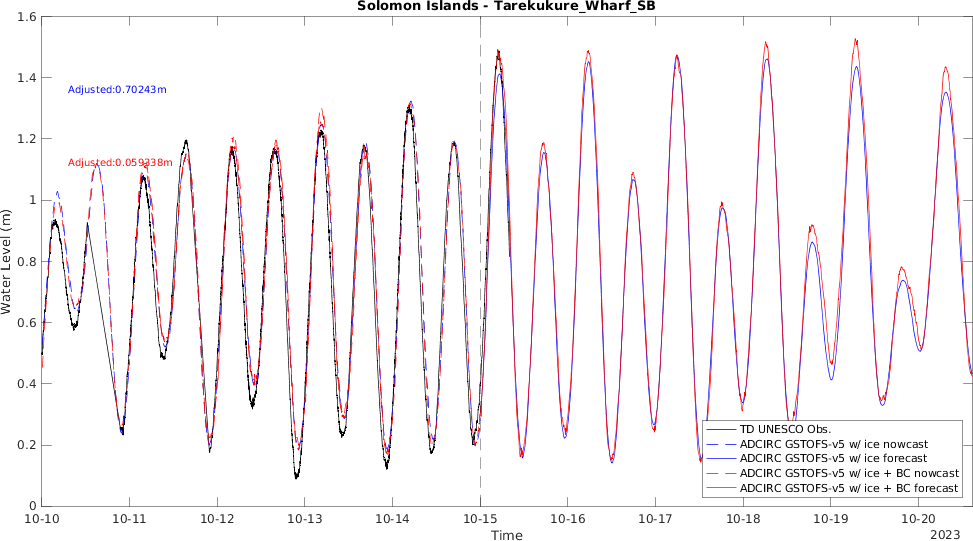 Solomon Islands - Tarekukure_Wharf_SB
1.6
1.4
1.2
1
0.8
0.6
0.4
0.2
0
Water Level (m)
Adjusted:0.70243m
Adjusted:0.059338m
TD UNESCO Obs.
ADCIRC GSTOFS-v5 w/ ice nowcast
ADCIRC GSTOFS-v5 w/ ice forecast
ADCIRC GSTOFS-v5 w/ ice + BC nowcast
ADCIRC GSTOFS-v5 w/ ice + BC forecast
10-10 10-11 10-12 10-13 10-14 10-15 10-16 10-17 10-18 10-19 10-20
Time
2023